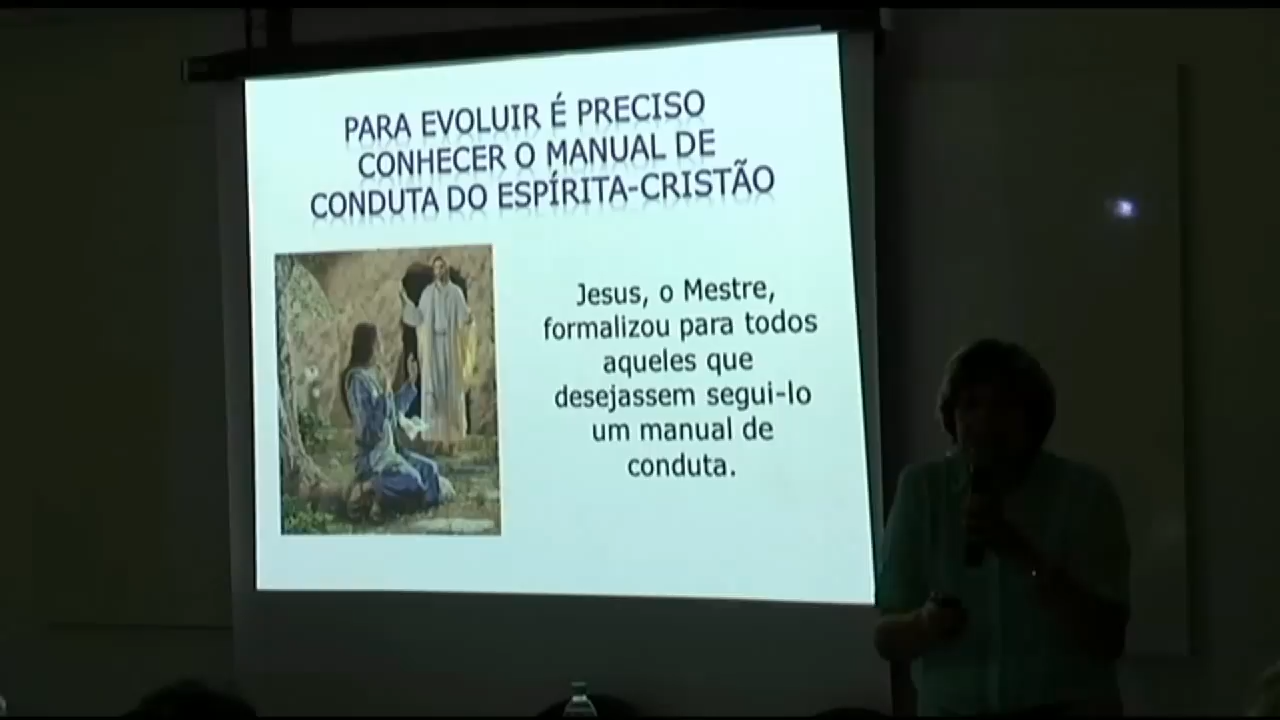 PARA EVOLUIR É PRECISO
CONHECER O MANUAL DE
CONDUTA DO ESPÍRITA-CRISTÃO
Jesus, o Mestre,
formalizou para todos
aqueles que
desejassem segui-lo
um manual de
conduta.